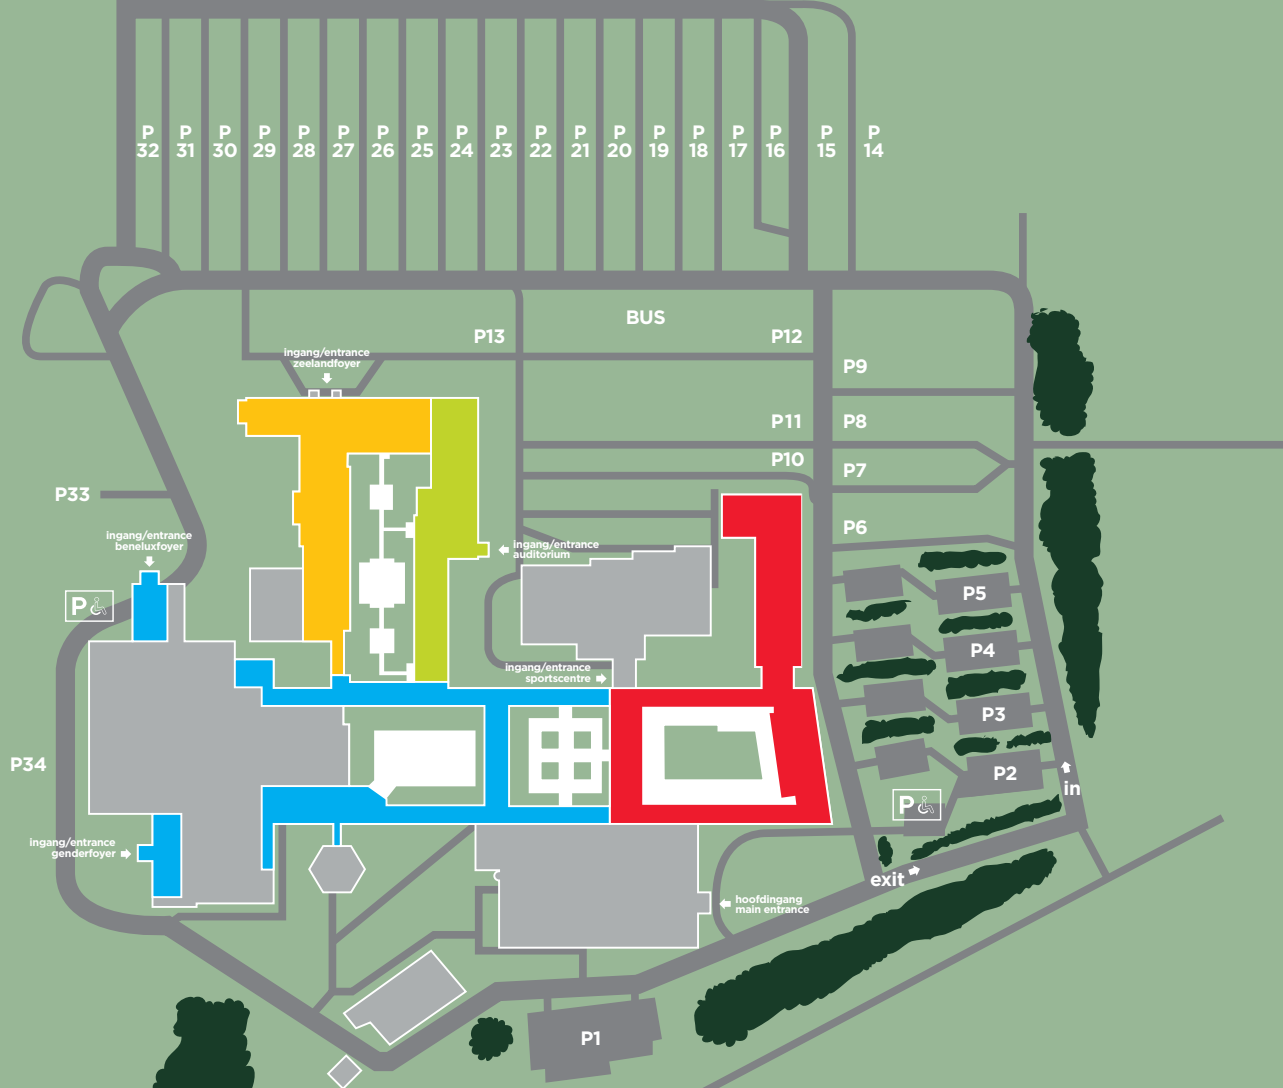 P P P P P P P P P P P P P P P P P P P
32 31 30 29 28 27 26 25 24 23 22 21 20 19 18 17 16 15 14
BUS
P13
P12
ingang/entrance
zeelandfoyer
P9
P11
P8
P10
P7
P33
P6
ingang/entrance
beneluxfoyer
ingang/entrance
auditorium
P5
P
P4
ingang/entrance
sportscentre
P3
P34
P2
in
P
ingang/entrance
genderfoyer
exit
hoofdingang
main entrance
P1